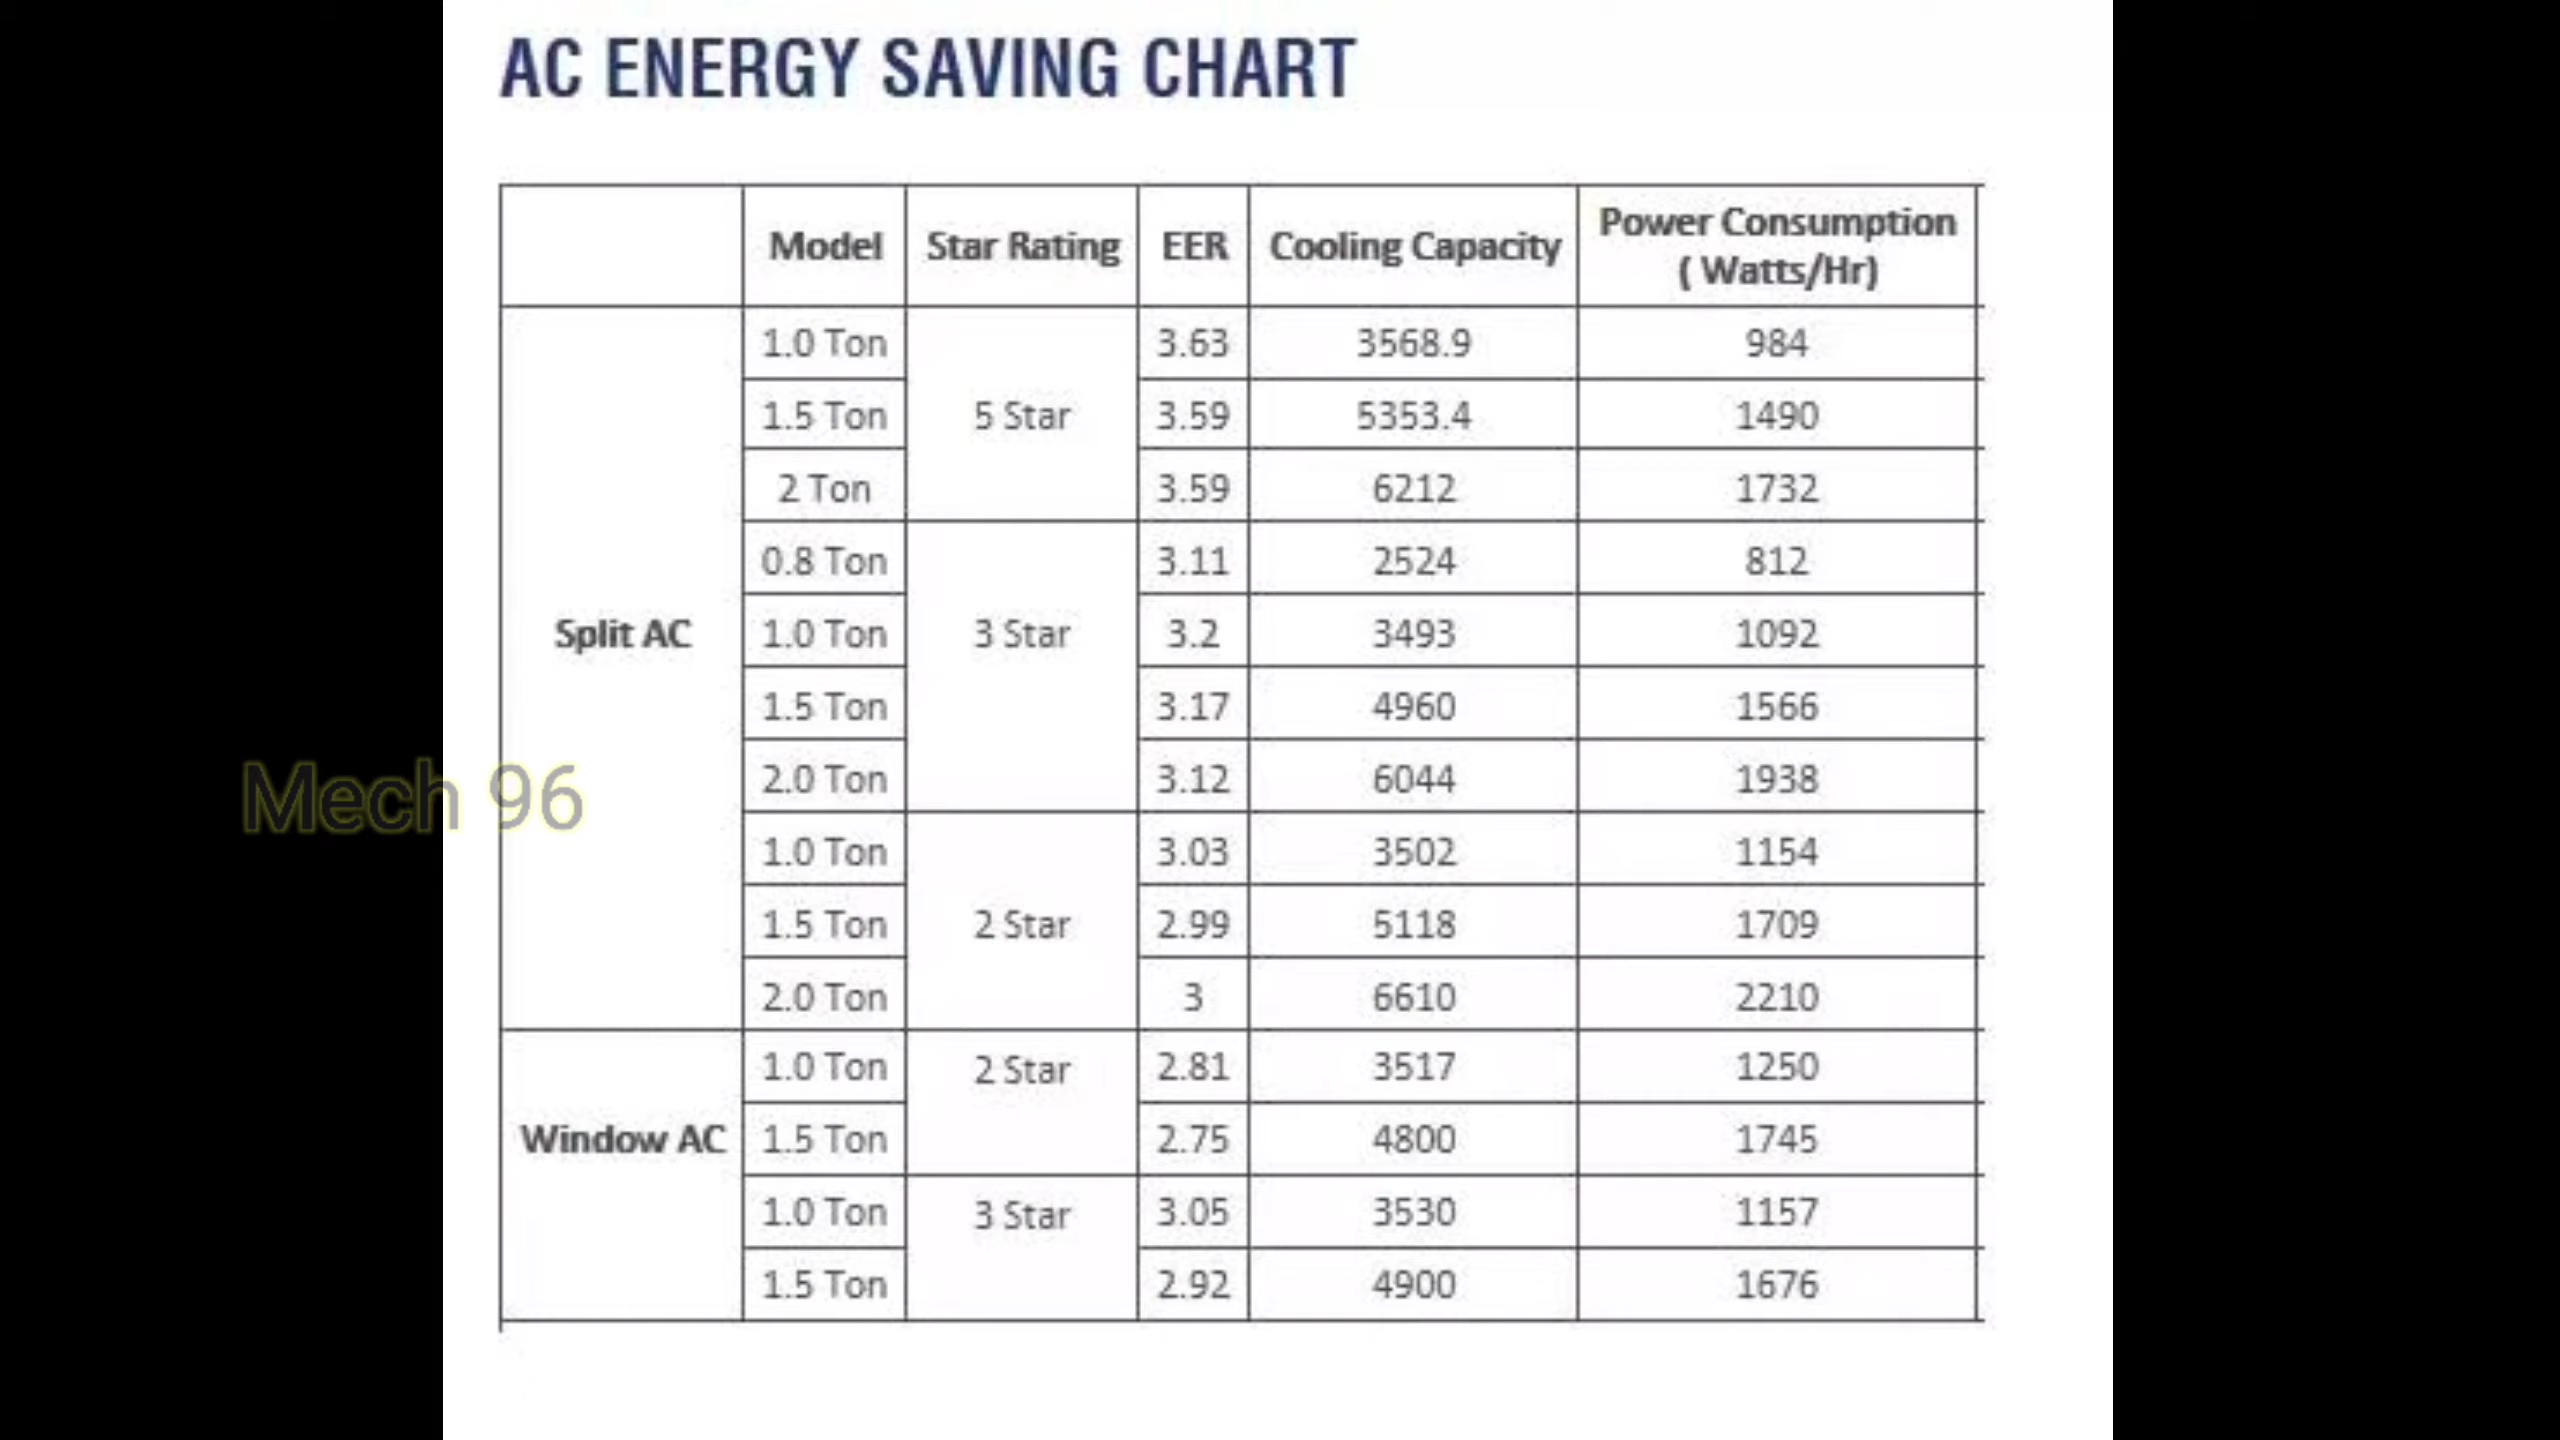 AC ENERGY SAVING CHART
Model Star Rating EER Cooling Capacity Power Consumption ( Watts/Hr)
Split AC
1.0 Ton 5 Star 3.63 3568.9 984
1.5 Ton 3.59 5353.4 1490
2 Ton 3.59 6212 1732
0.8 Ton 3 Star 3.11 2524 812
1.0 Ton 3.2 3493 1092
1.5 Ton 3.17 4960 1566
2.0 Ton 3.12 6044 1938
1.0 Ton 2 Star 3.03 3502 1154
1.5 Ton 2.99 5118 1709
2.0 Ton 3 6610 2210
Window AC
1.0 Ton 2 Star 2.81 3517 1250
1.5 Ton 2.75 4800 1745
1.0 Ton 3 Star 3.05 3530 1157
1.5 Ton 2.92 4900 1676
Mech 96